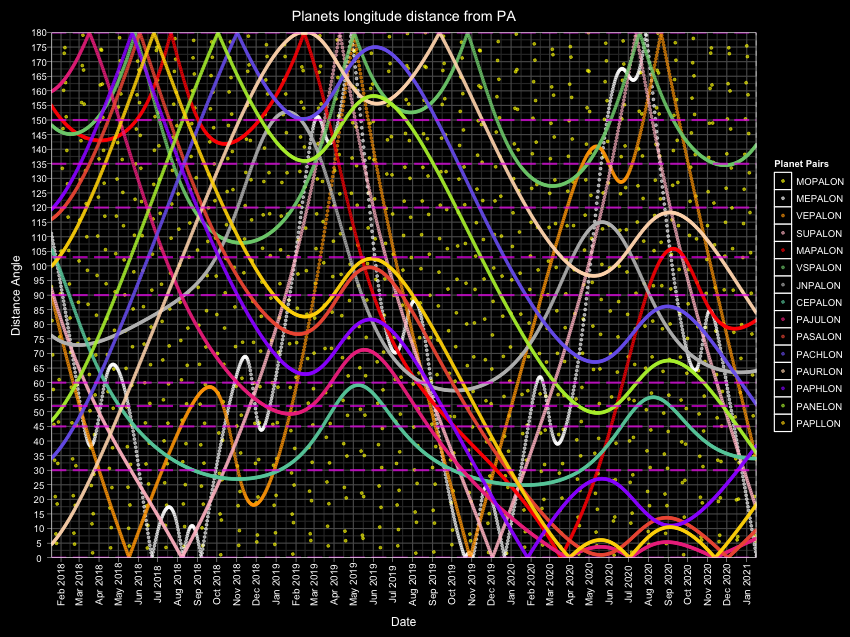 Planets longitude distance from PA
Distance Angle
180
175
170
165
160
155
150
145
140
135
130
125
120
115
110
105
100
95
90
85
80
75
70
65
60
55
50
45
40
35
30
25
20
15
10
5
0
Feb 2018
Mar 2018
Apr 2018
May 2018
Jun 2018
Jul 2018
Aug 2018
Sep 2018
Oct 2018
Nov 2018
Dec 2018
Jan 2019
Feb 2019
Mar 2019
Apr 2019
May 2019
Jun 2019
Jul 2019
Aug 2019
Sep 2019
Oct 2019
Nov 2019
Dec 2019
Jan 2020
Feb 2020
Mar 2020
Apr 2020
May 2020
Jun 2020
Jul 2020
Aug 2020
Sep 2020
Oct 2020
Nov 2020
Dec 2020
Jan 2021
Date
Planet Pairs
MOPALON
MEPALON
VEPALON
SUPALON
MAPALON
VSPALON
JNPALON
CEPALON
PAJULON
PASALON
PACHLON
PAURLON
PAPHLON
PANELON
PAPLLON